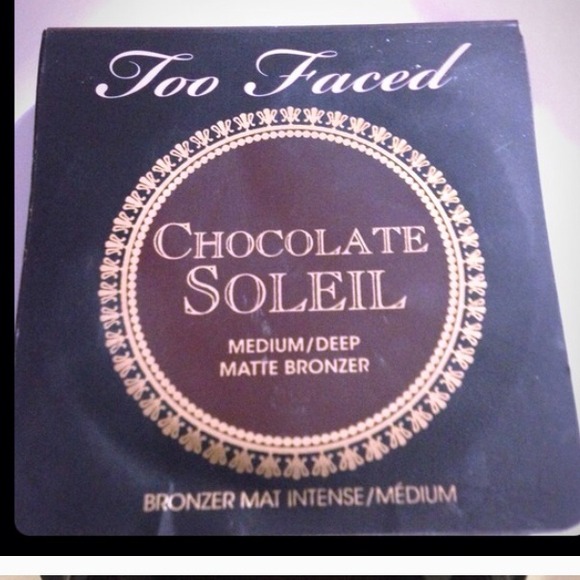 Too Faced
CHOCOLATE
SOLEIL
MEDIUM/DEEP
MATTE BRONZER
BRONZER MAT INTENSE/MÉDIUM